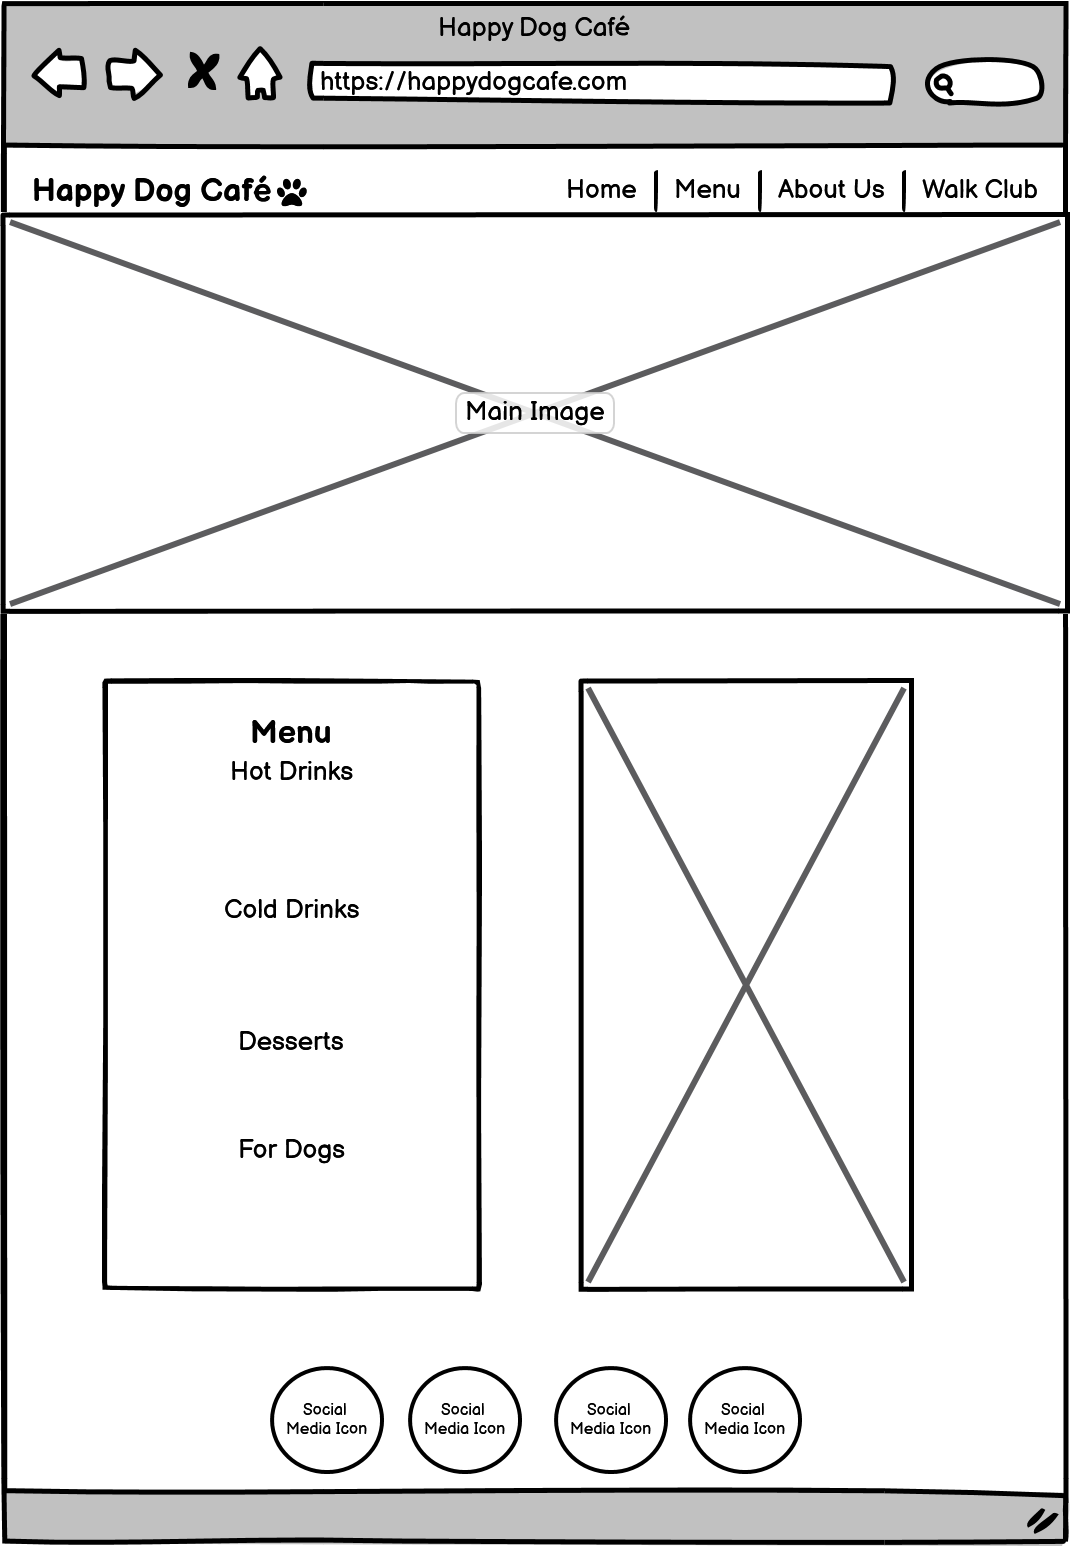 Happy Dog Café
https://happydogcafe.com
Happy Dog Café
Home Menu About Us Walk Club
Main Image
Menu
Hot Drinks
Cold Drinks
Desserts
For Dogs
Social
Media Icon
Social
Media Icon
Social
Media Icon
Social
Media Icon